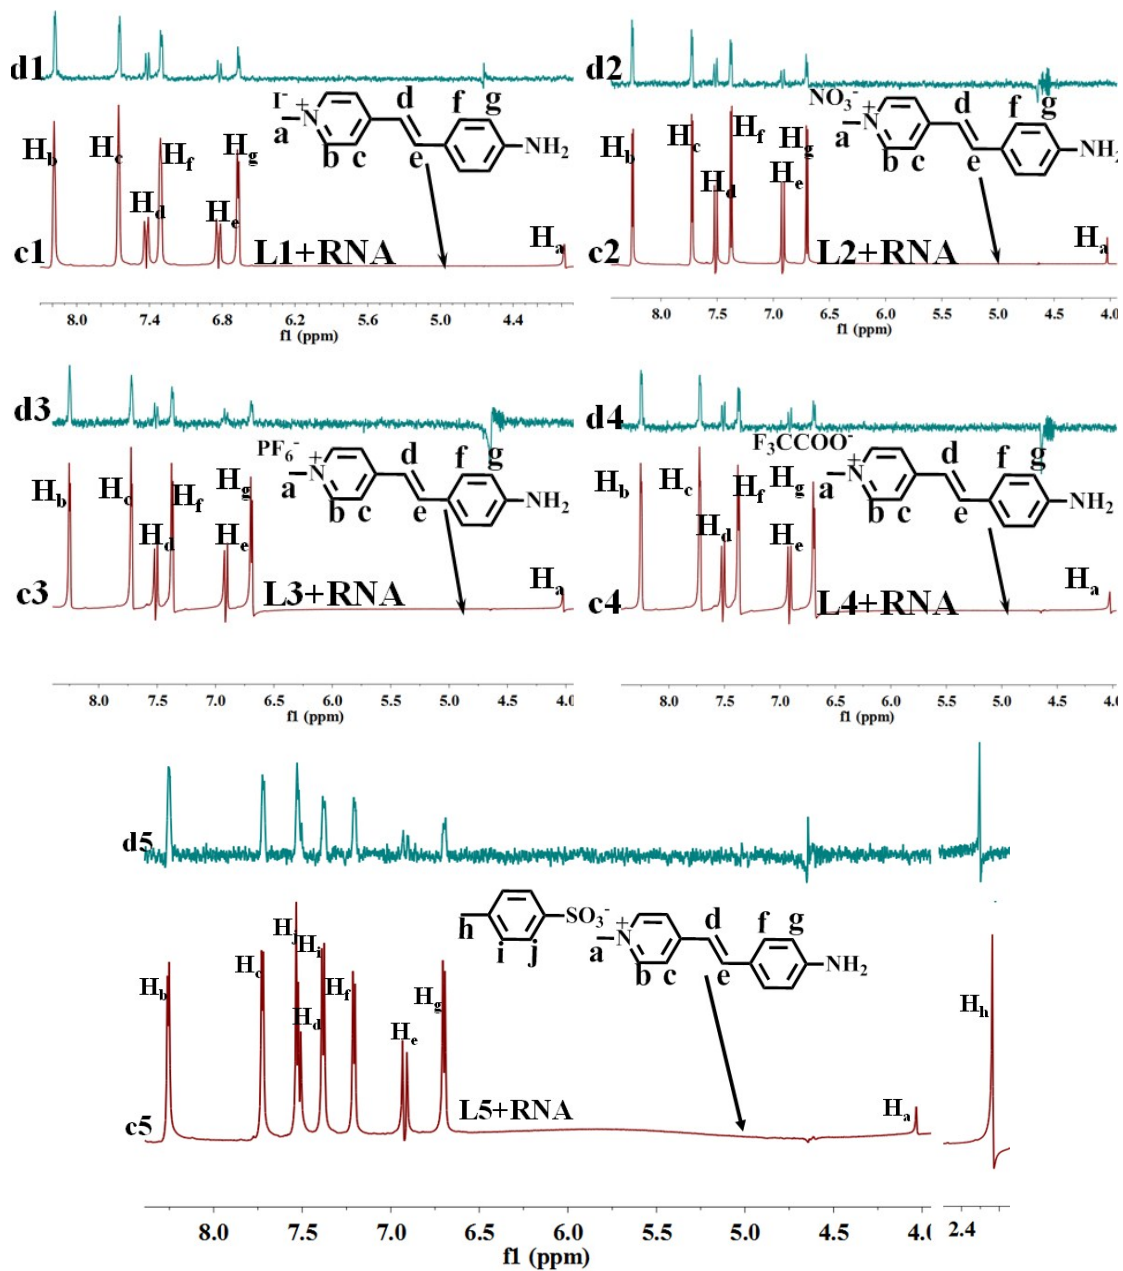 d1
I- + N
a b c d e f g
NH2
Hb Hc Hd Hf He Hg Ha
c1
L1+RNA
8.0 7.4 6.8 6.2 5.6 5.0 4.4
f1 (ppm)
d2
NO3- + N
a b c d e f g
NH2
Hb Hc Hd Hf He Hg Ha
c2
L2+RNA
8.0 7.5 7.0 6.5 6.0 5.5 5.0 4.5 4.0
f1 (ppm)
d3
PF6- + N
a b c d e f g
NH2
Hb Hc Hd Hf He Hg Ha
c3
L3+RNA
8.0 7.5 7.0 6.5 6.0 5.5 5.0 4.5 4.0
f1 (ppm)
d4
F3CCOO- + N
a b c d e f g
NH2
Hb Hc Hd Hf He Hg Ha
c4
L4+RNA
8.0 7.5 7.0 6.5 6.0 5.5 5.0 4.5 4.0
f1 (ppm)
d5
SO3- + N
h i j a b c d e f g
NH2
Hb Hc Hj Hi Hd Hf He Hg Ha Hh
c5
L5+RNA
8.0 7.5 7.0 6.5 6.0 5.5 5.0 4.5 4.0 2.4
f1 (ppm)